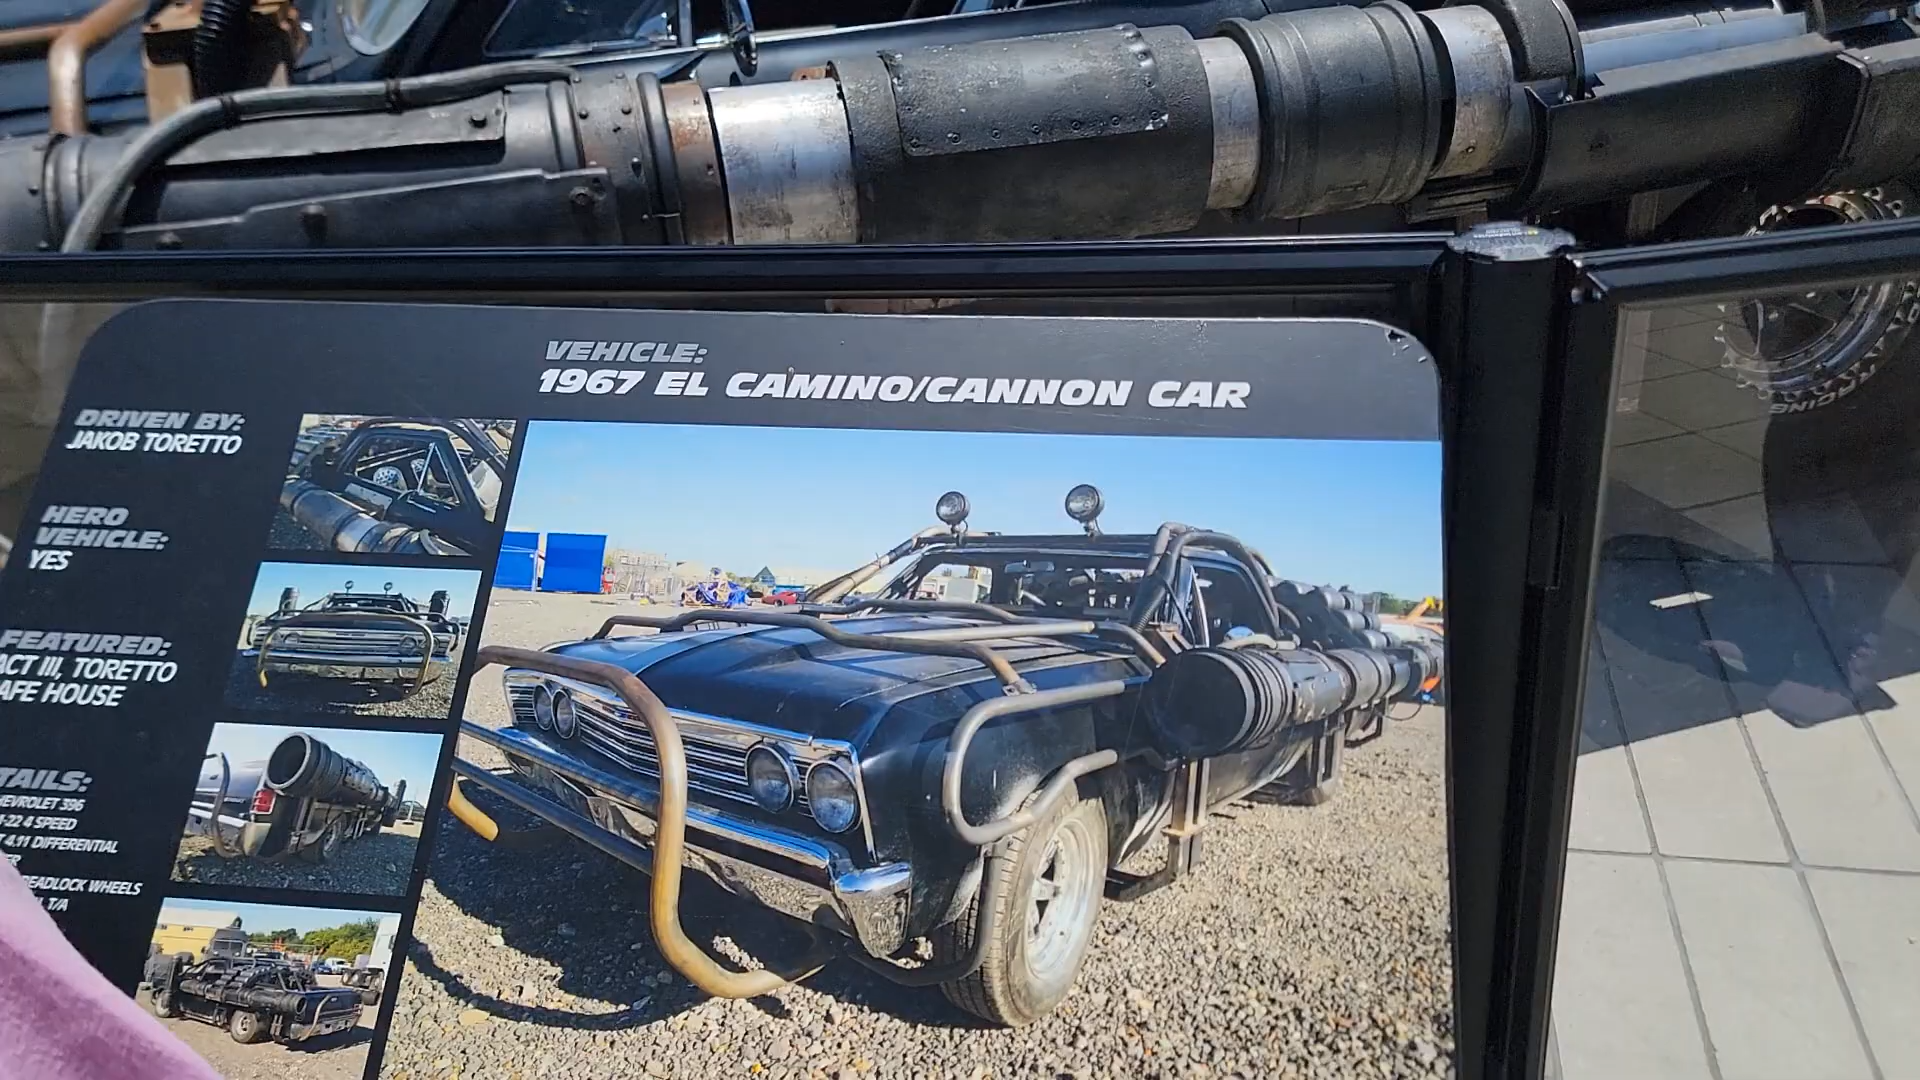 VEHICLE:
1967 EL CAMINO/CANNON CAR
DRIVEN BY:
JAKOB TORETTO
HERO
VEHICLE:
YES
FEATURED:
ACT III, TORETTO
AFE HOUSE
TAILS:
HEVROLET 396
-22 4 SPEED
4.11 DIFFERENTIAL
EADLOCK WHEELS
T/A